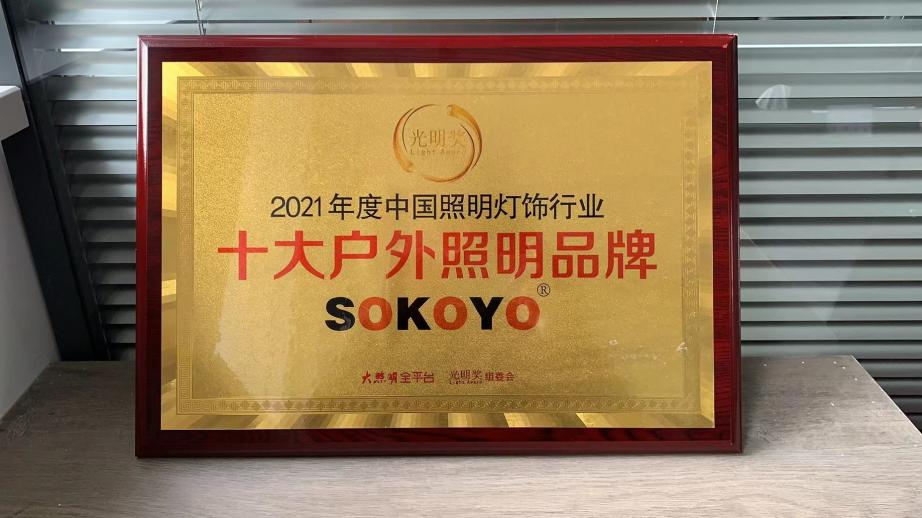 光明奖
Light Award
2021年度中国照明灯饰行业
十大户外照明品牌
SOKOYO®
大照明全平台 光明奖组委会